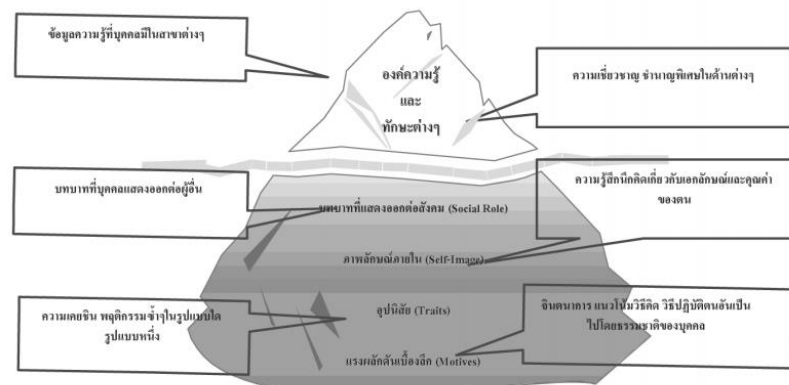 ข้อมูลความรู้ที่บุคคลมีในสาขาต่างๆ
องค์ความรู้
และ
ทักษะต่างๆ
ความเชี่ยวชาญ ชำนาญพิเศษในด้านต่างๆ
บทบาทที่บุคคลแสดงออกต่อผู้อื่น
บทบาทที่แสดงออกต่อสังคม (Social Role)
ความรู้สึกนึกคิดเกี่ยวกับเอกลักษณ์และคุณค่า
ของตน
ภาพลักษณ์ภายใน (Self-Image)
ความเคยชิน พฤติกรรมซ้ำๆในรูปแบบใด
รูปแบบหนึ่ง
อุปนิสัย (Traits)
จินตนาการ แนวโน้มวิธีคิด วิธีปฏิบัติตนอันเป็น
ไปโดยธรรมชาติของบุคคล
แรงผลักดันเบื้องลึก (Motives)